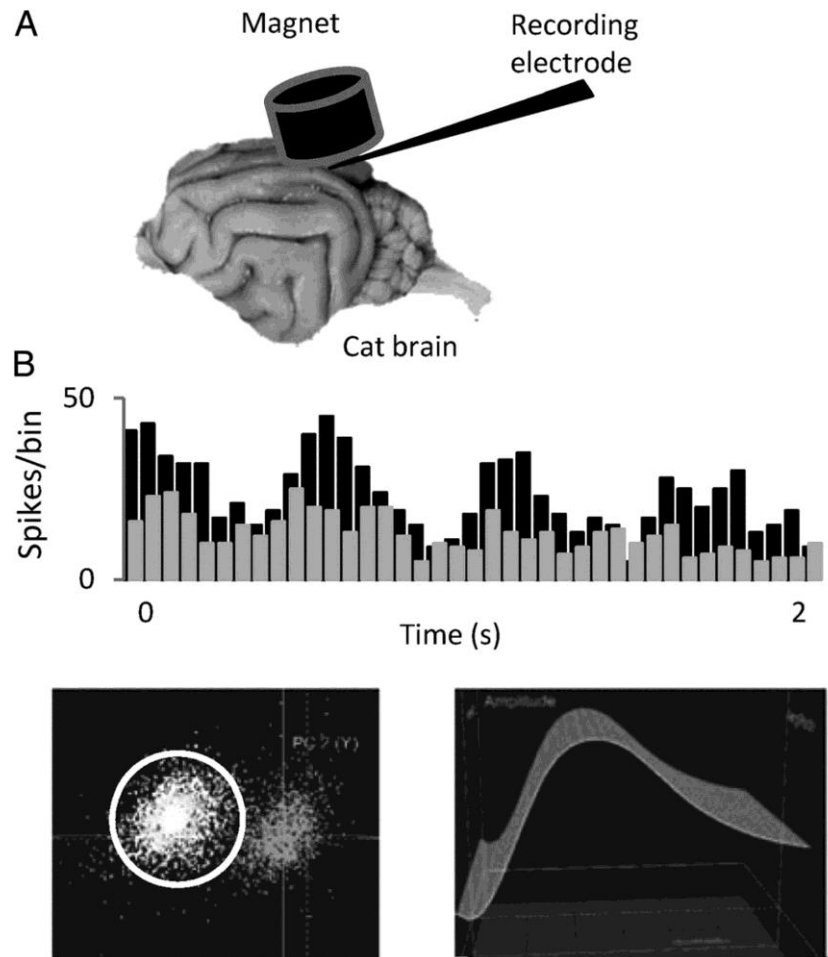 A
Magnet
Recording
electrode
Cat brain
B
50
Spikes/bin
0
0
2
Time (s)
PC 2 (Y)
Amplitude